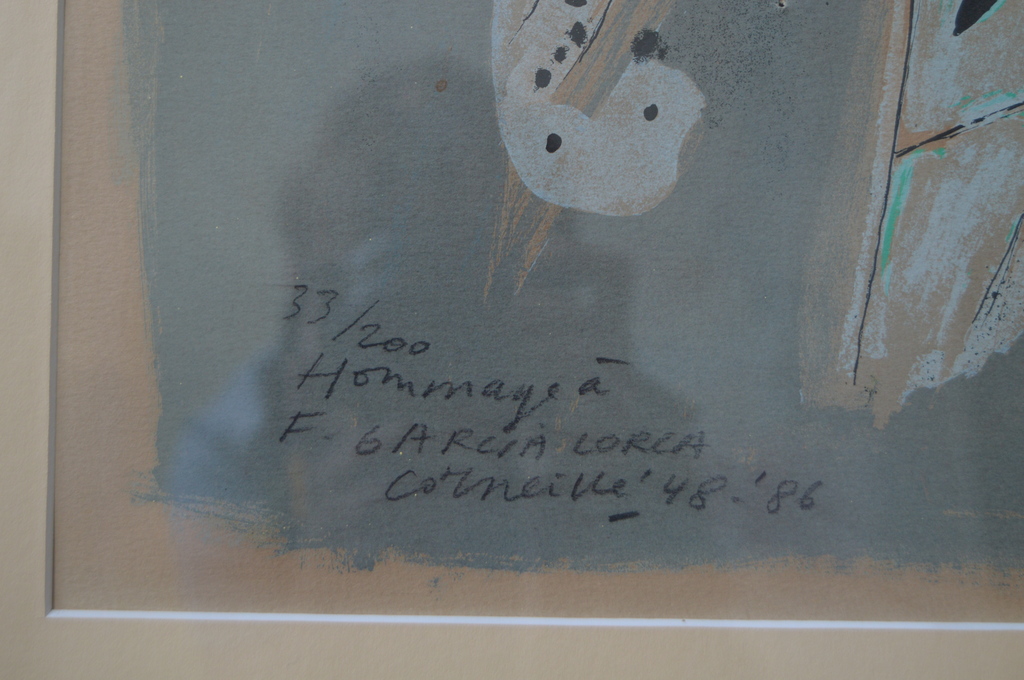 33/200
Hommage à
F. GARCIA LORCA
Corneille '48-'86